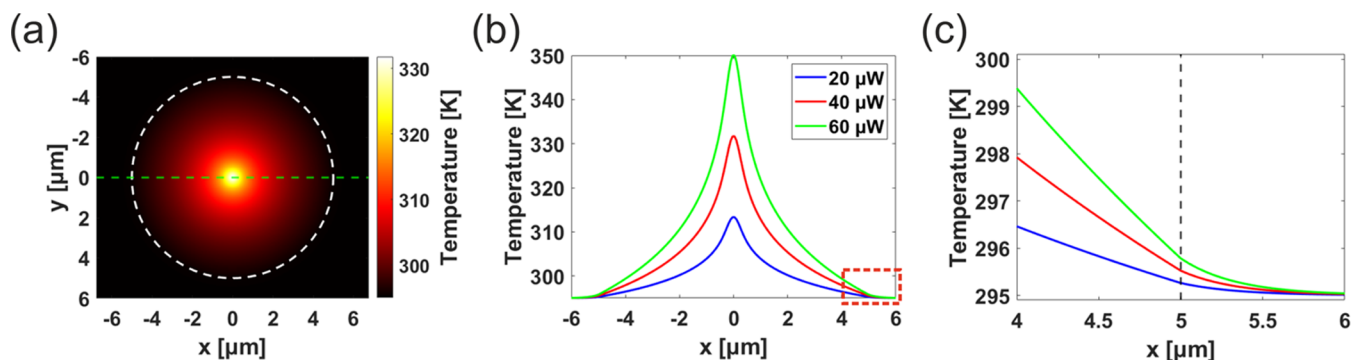 (a)
-6
-4
-2
0
2
4
6
y [µm]
-6 -4 -2 0 2 4 6
x [µm]
330
320
310
300
Temperature [K]
(b)
350
340
330
320
310
300
Temperature [K]
20 µW
40 µW
60 µW
-6 -4 -2 0 2 4 6
x [µm]
(c)
300
299
298
297
296
295
Temperature [K]
4 4.5 5 5.5 6
x [µm]